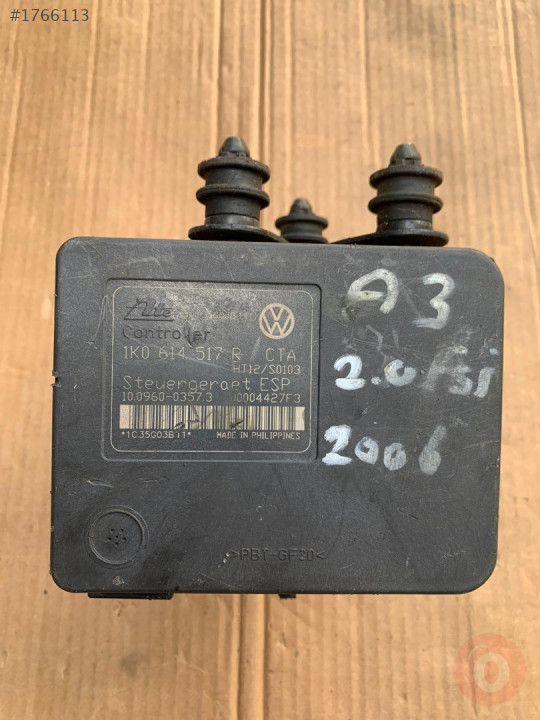 #1766113
Ate
Controller
1K0 614 517 R CTA
HT12/S0103
Steuergeraet ESP
10.0960-0357.3 00004427F3
*1C35G03B11*
MADE IN PHILIPPINES
A3
2.0 fsi
2006
>PBT-GF30<